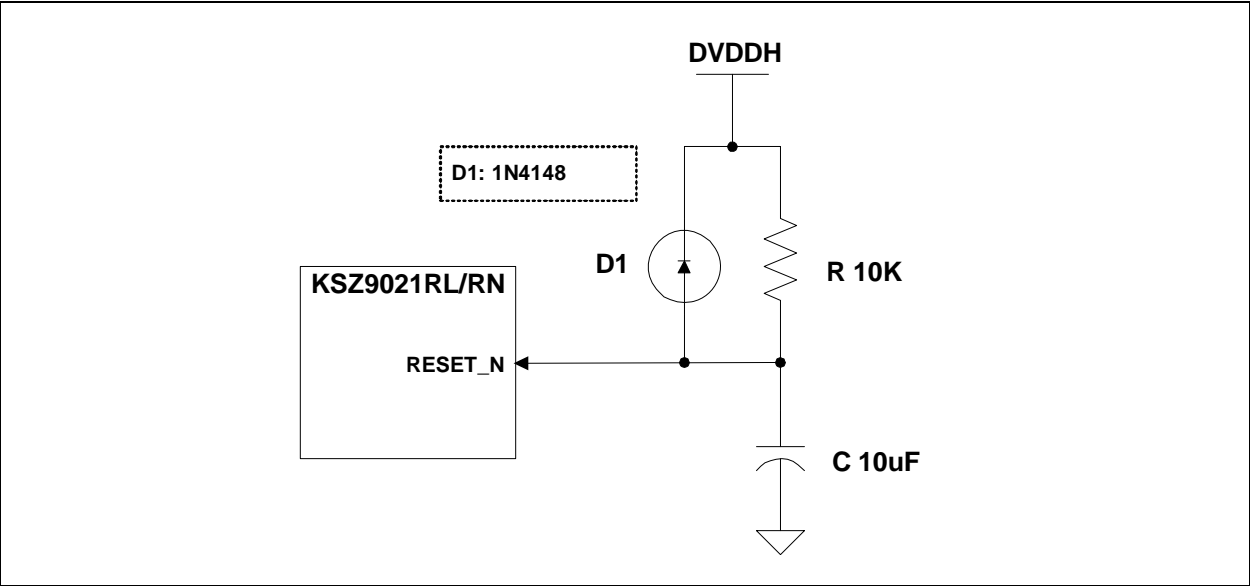 DVDDH
D1: 1N4148
D1
R 10K
KSZ9021RL/RN
RESET_N
C 10uF